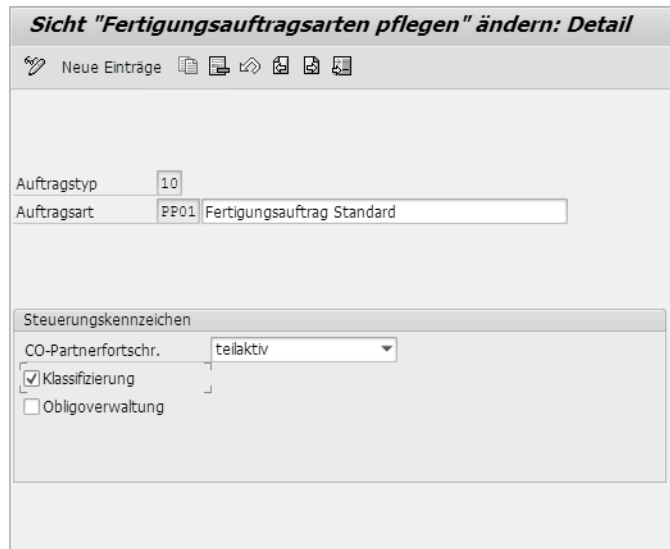 Sicht "Fertigungsauftragsarten pflegen" ändern: Detail
Neue Einträge
Auftragstyp 10
Auftragsart PP01 Fertigungsauftrag Standard
Steuerungskennzeichen
CO-Partnerfortschr. teilaktiv
Klassifizierung
Obligoverwaltung